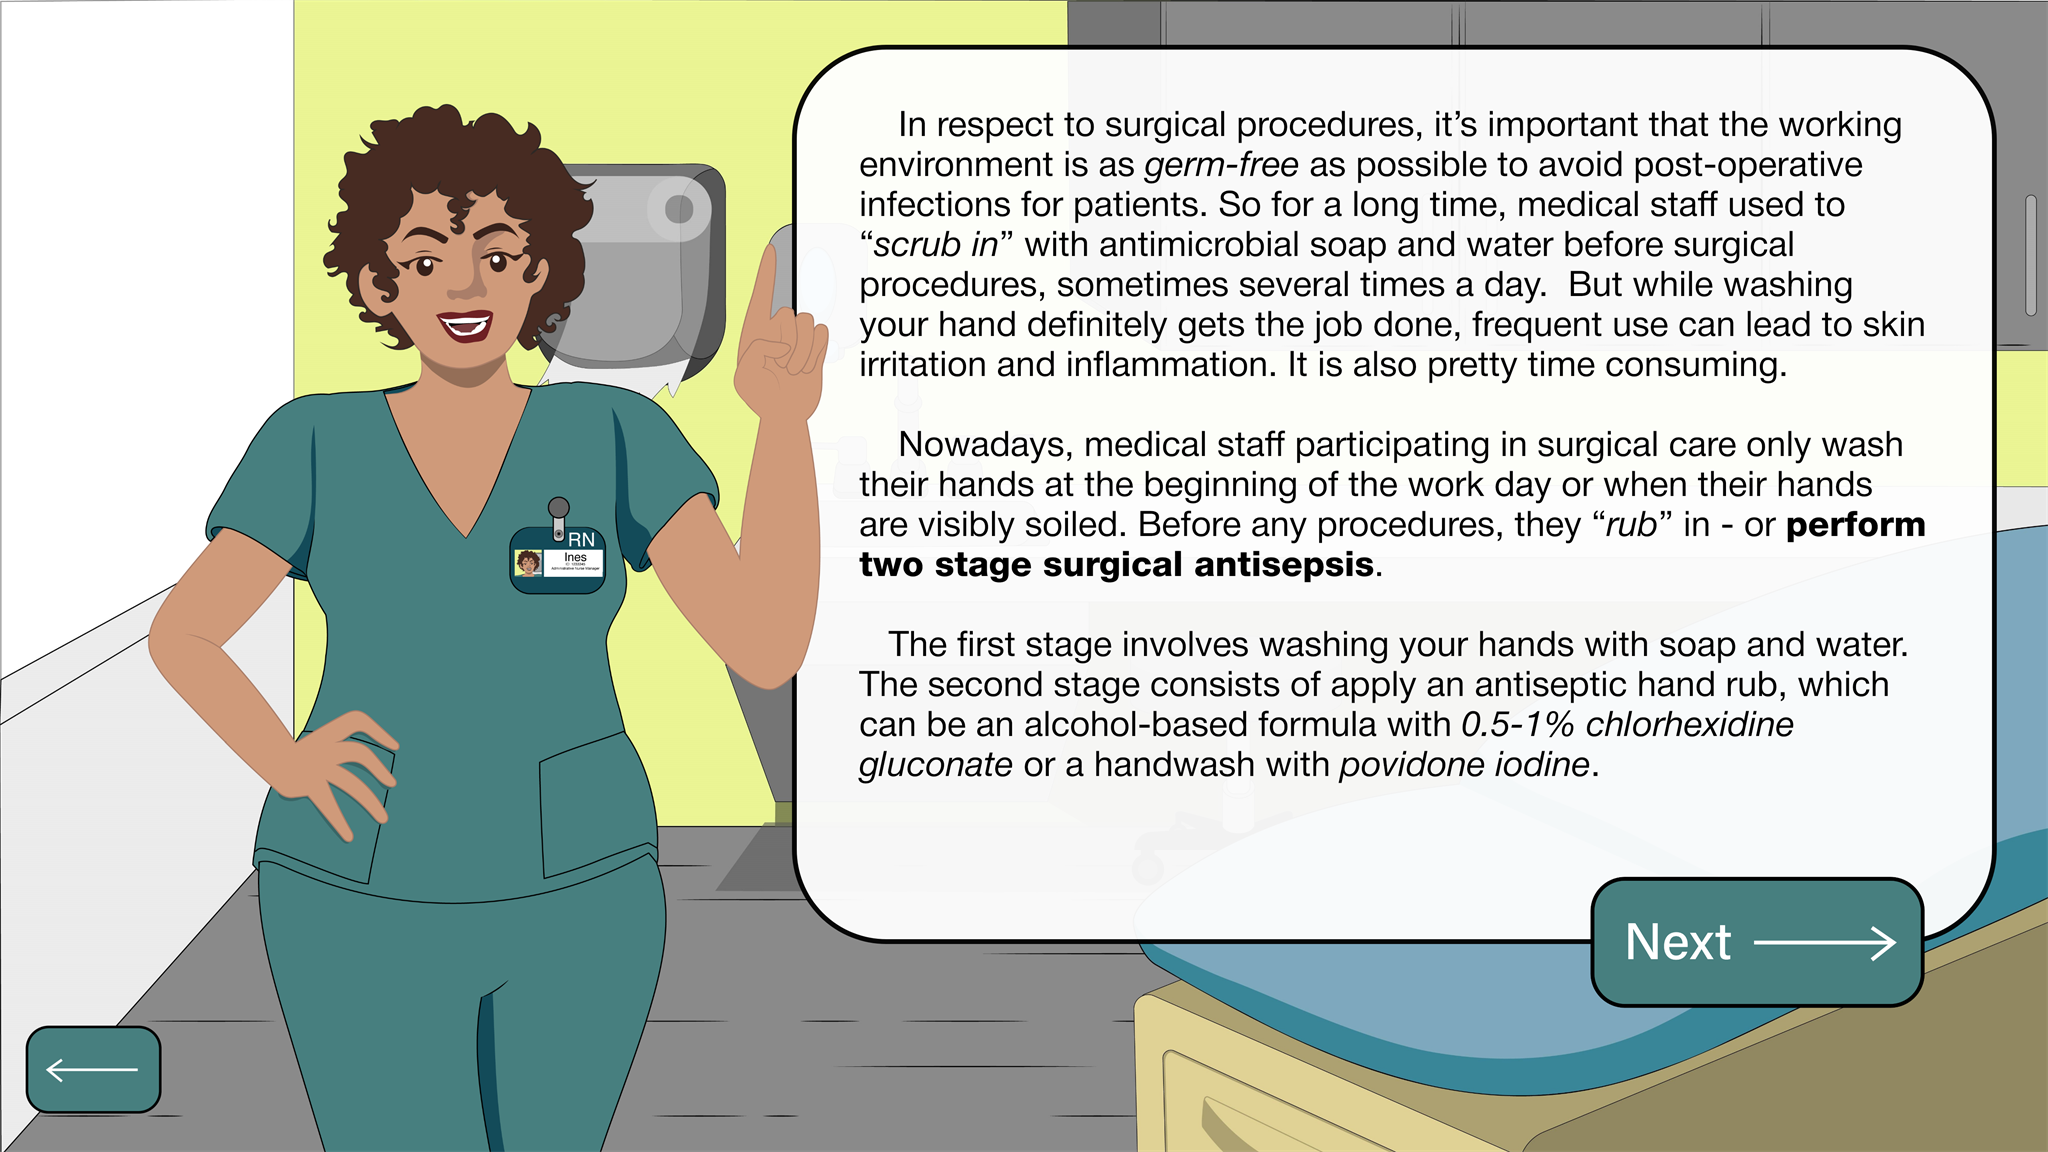 In respect to surgical procedures, it’s important that the working
environment is as germ-free as possible to avoid post-operative
infections for patients. So for a long time, medical staff used to
“scrub in” with antimicrobial soap and water before surgical
procedures, sometimes several times a day.  But while washing
your hand definitely gets the job done, frequent use can lead to skin
irritation and inflammation. It is also pretty time consuming.
Nowadays, medical staff participating in surgical care only wash
their hands at the beginning of the work day or when their hands
are visibly soiled. Before any procedures, they “rub” in - or perform
two stage surgical antisepsis.
The first stage involves washing your hands with soap and water.
The second stage consists of apply an antiseptic hand rub, which
can be an alcohol-based formula with 0.5-1% chlorhexidine
gluconate or a handwash with povidone iodine.
RN
Ines
Administrative Nurse Manager
Next